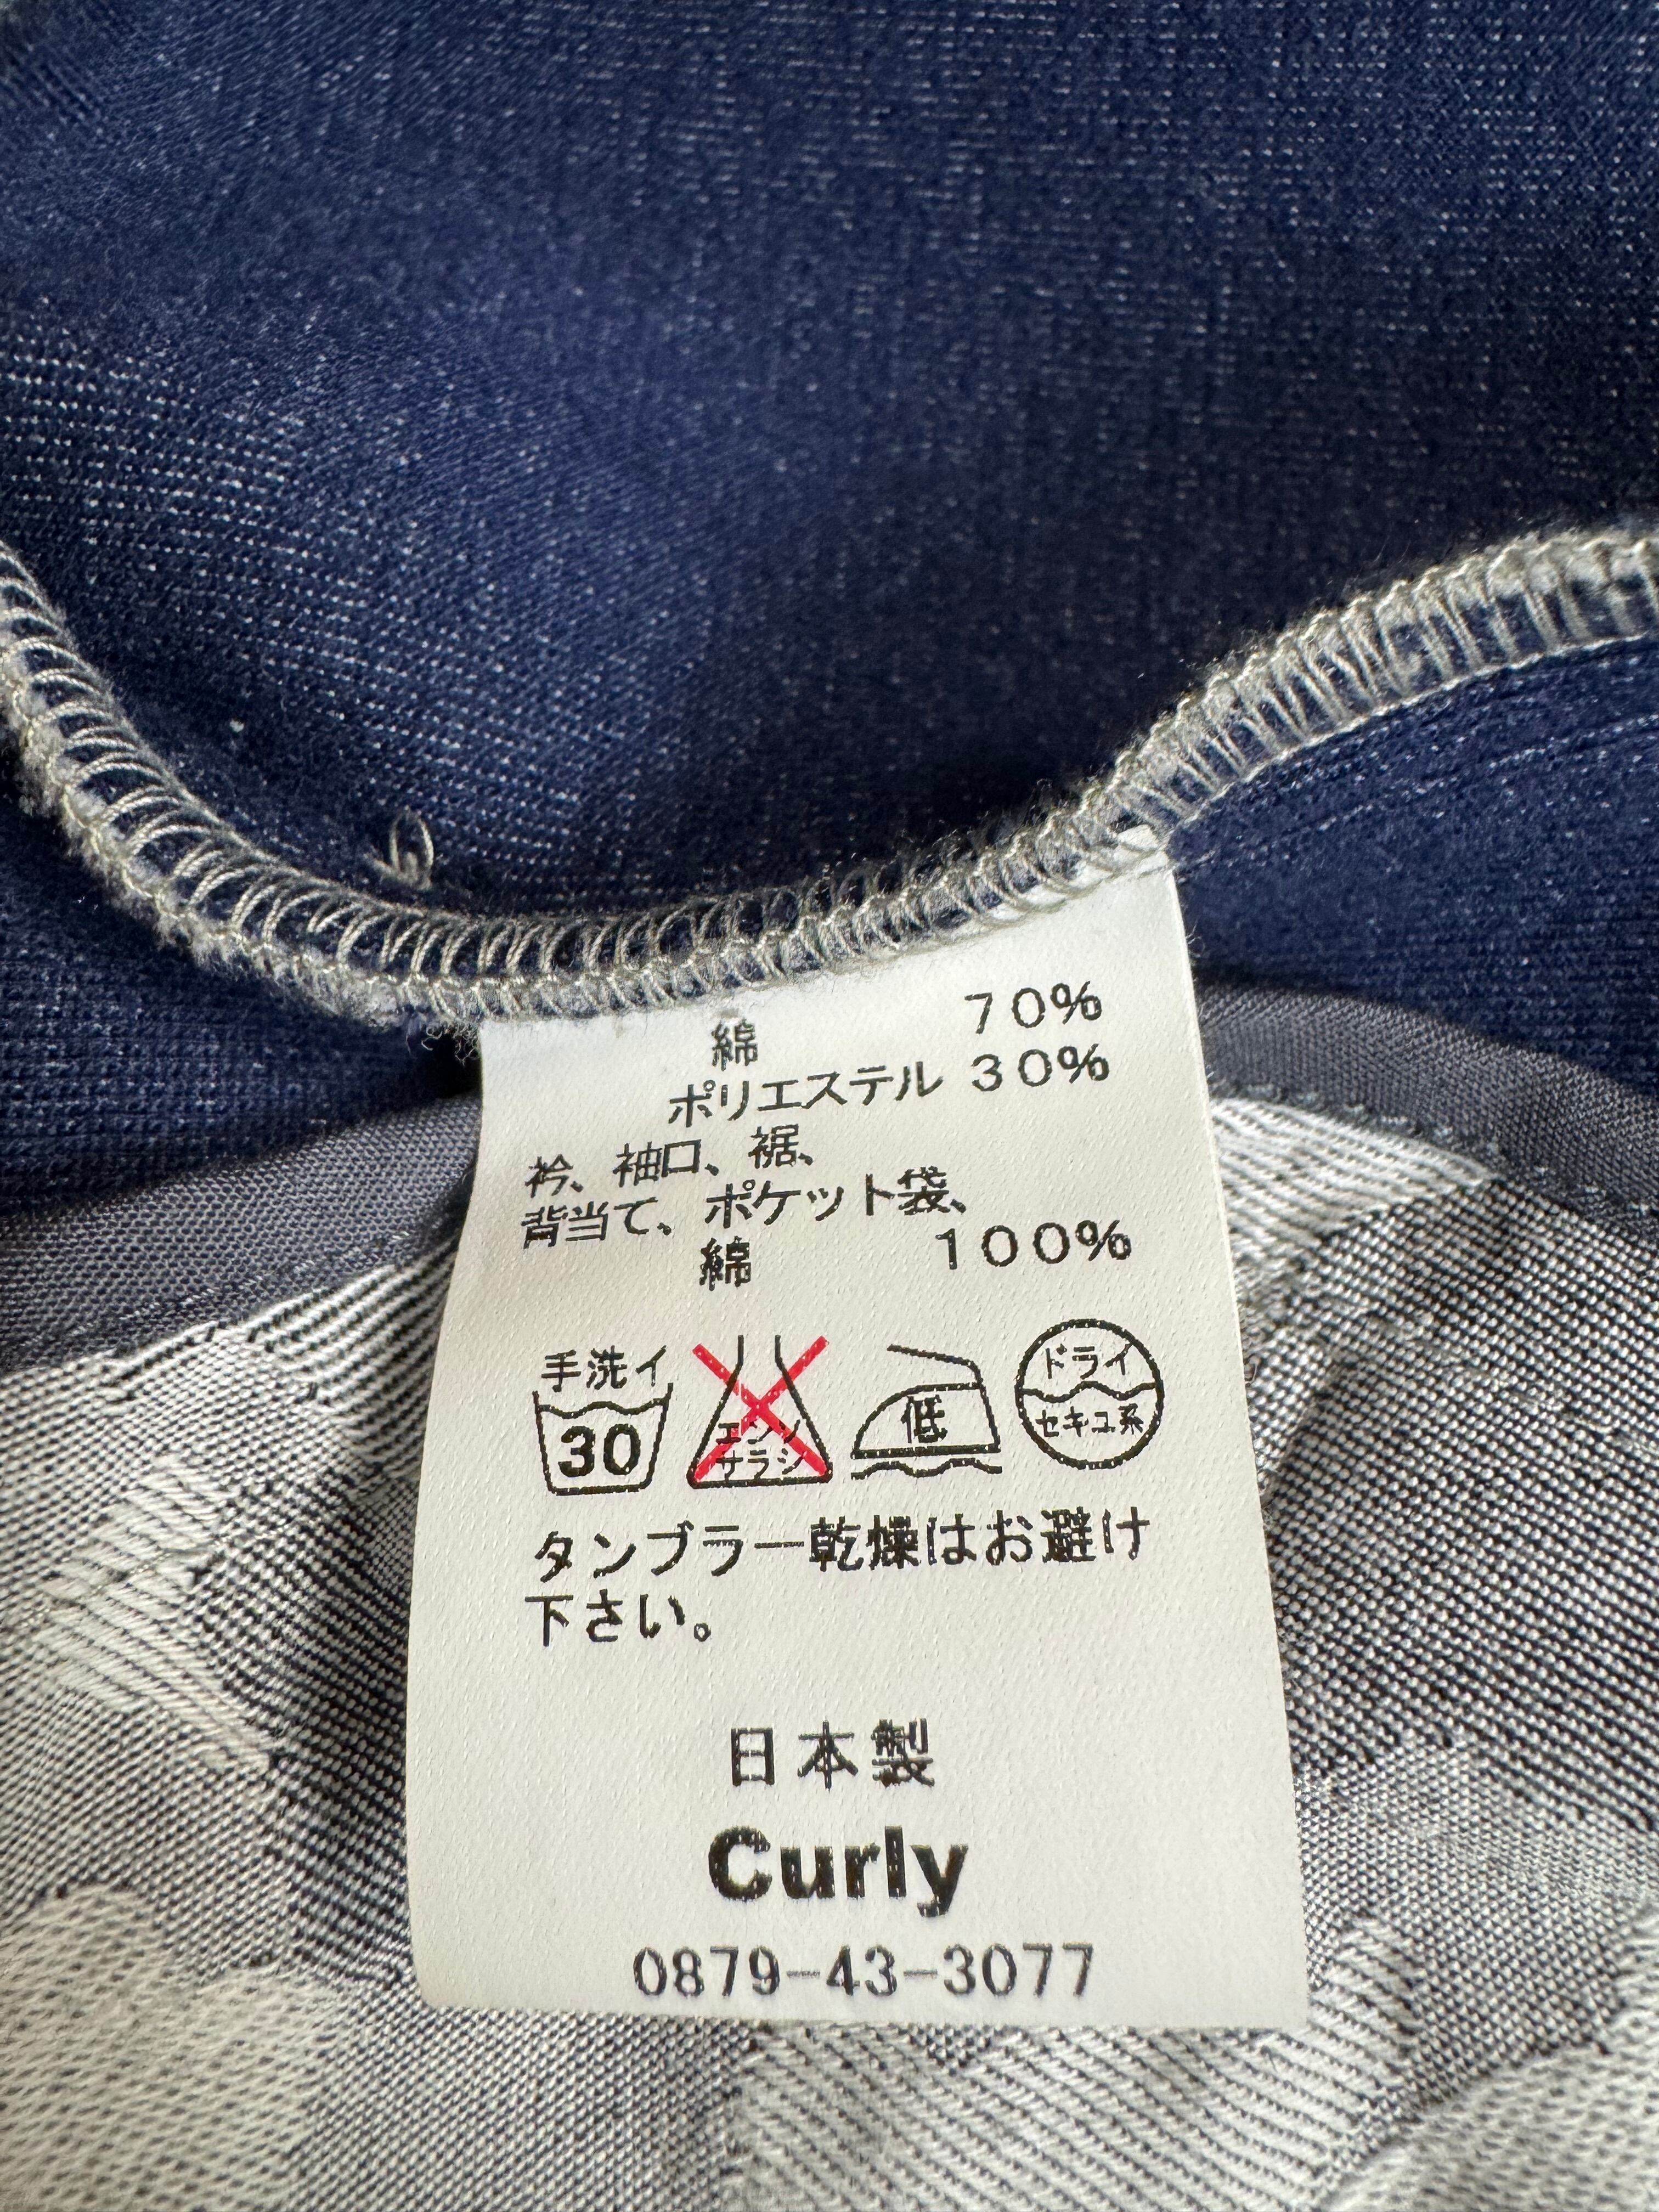 綿 70%
ポリエステル 30%
衿、袖口、裾、
背当て、ポケット袋、
綿 100%
手洗イ
30
エンソ
サラシ
低
ドライ
セキユ系
タンブラー乾燥はお避け
下さい。
日本製
Curly
0879-43-3077